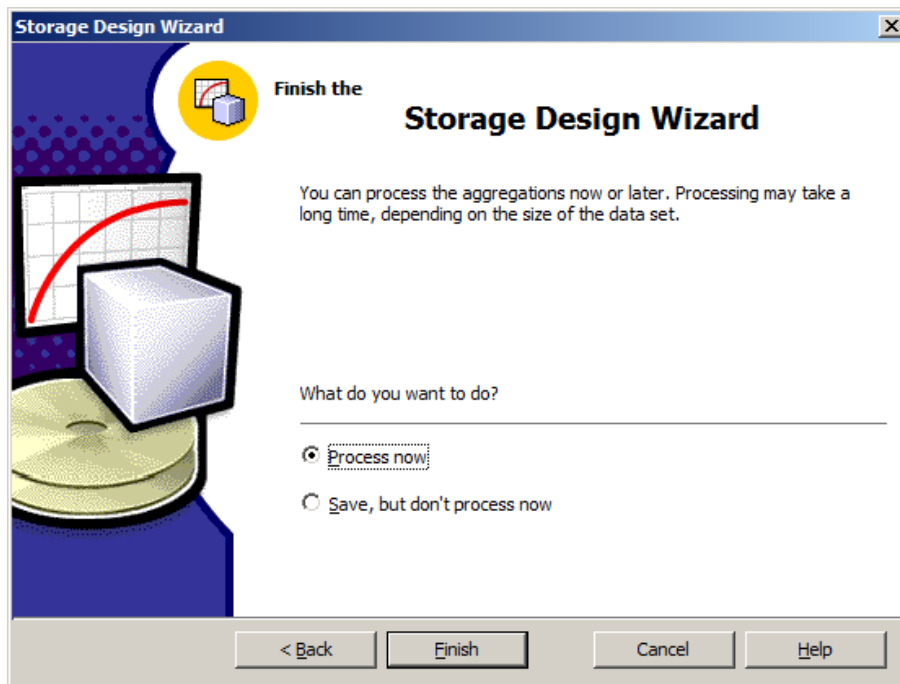 Storage Design Wizard
Finish the
Storage Design Wizard
You can process the aggregations now or later. Processing may take a
long time, depending on the size of the data set.
What do you want to do?
Process now
Save, but don't process now
< Back Finish Cancel Help